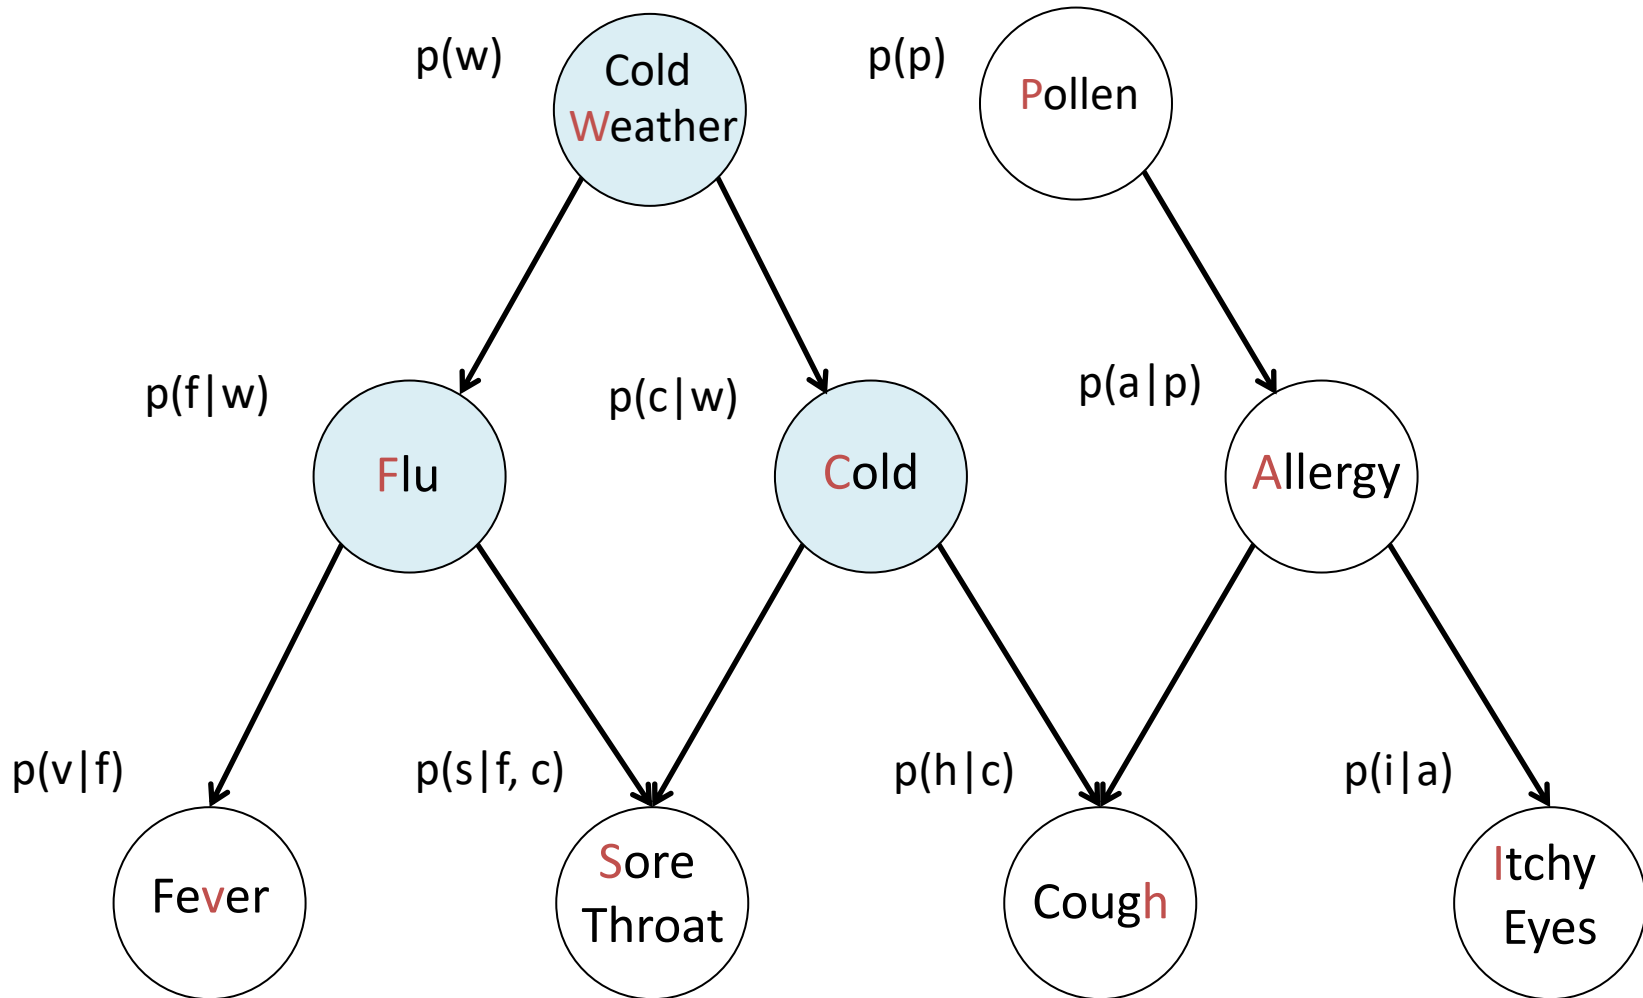 p(w)
Cold
Weather
p(p)
Pollen
p(f|w)
Flu
p(c|w)
Cold
p(a|p)
Allergy
p(v|f)
Fever
p(s|f, c)
Sore
Throat
p(h|c)
Cough
p(i|a)
Itchy
Eyes